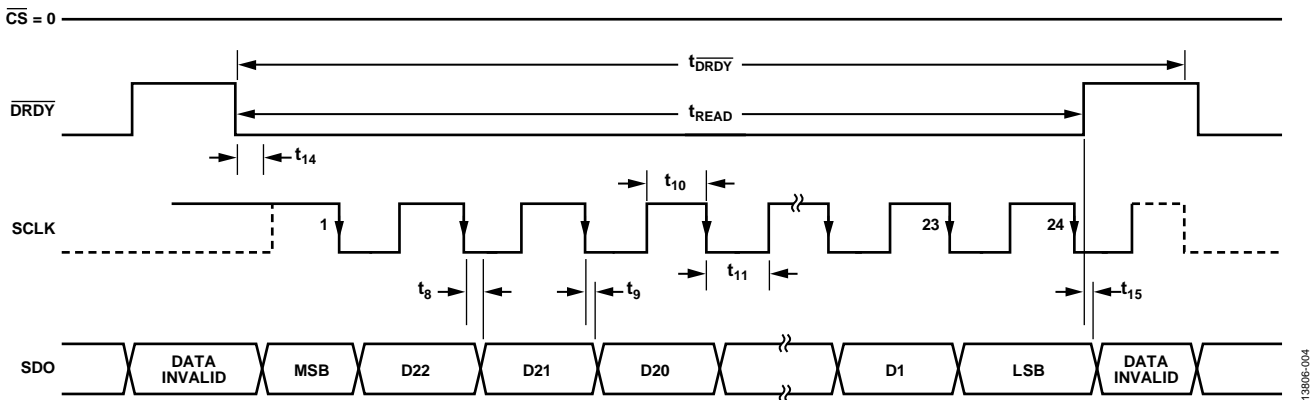 CS = 0
tDRDY
DRDY
tREAD
t14
t10
SCLK
1
23
24
t8
t9
t11
t15
SDO
DATA INVALID
MSB
D22
D21
D20
D1
LSB
DATA INVALID
13806-004